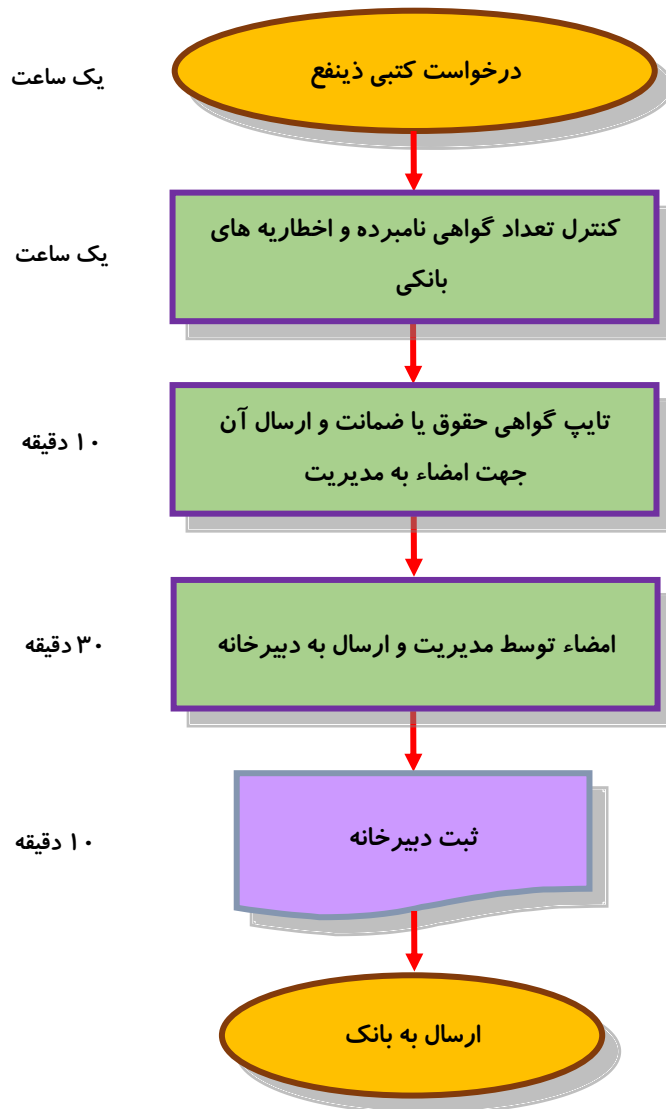 درخواست کتبی ذینفع
یک ساعت
کنترل تعداد گواهی نامبرده و اخطاریه های
بانکی
یک ساعت
تایپ گواهی حقوق یا ضمانت و ارسال آن
جهت امضاء به مدیریت
۱۰ دقیقه
امضاء توسط مدیریت و ارسال به دبیرخانه
۳۰ دقیقه
ثبت دبیرخانه
۱۰ دقیقه
ارسال به بانک